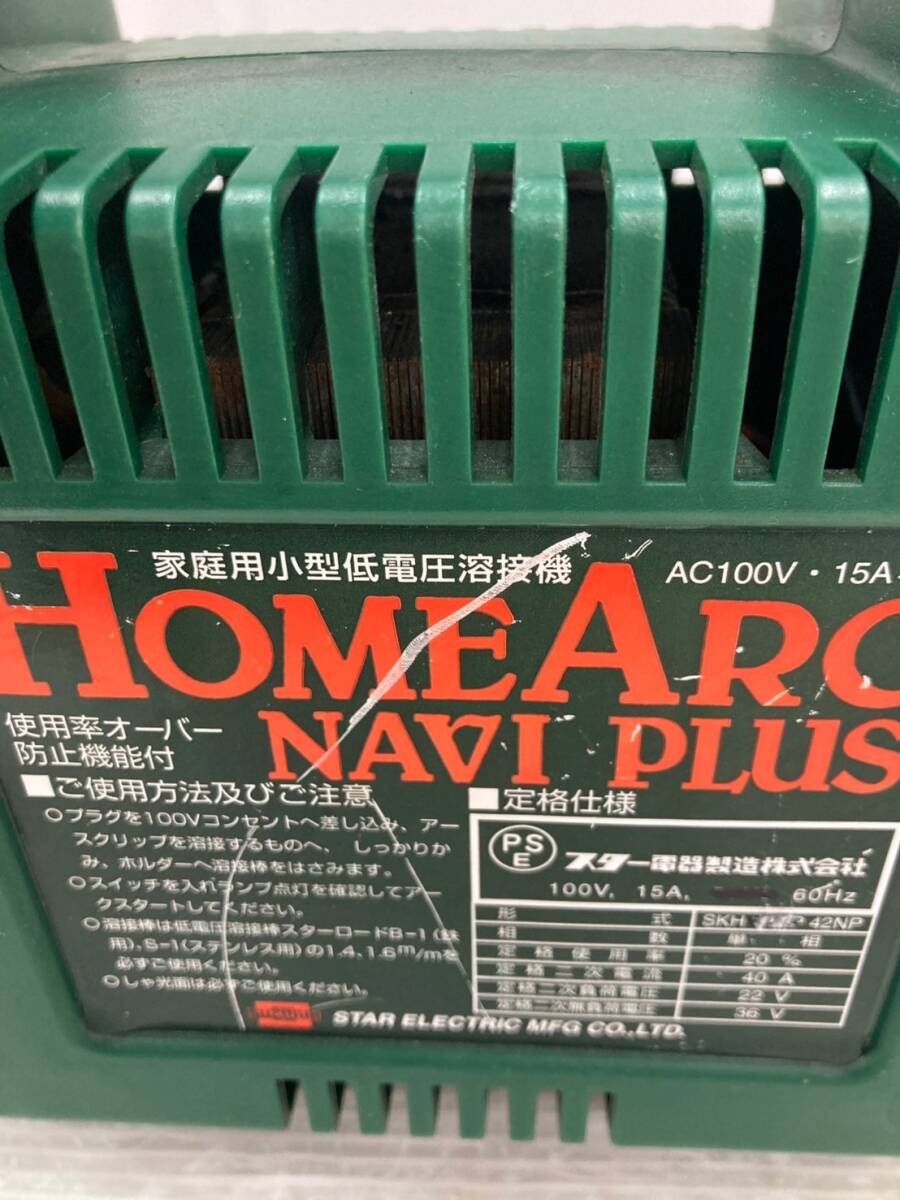 家庭用小型低電圧溶接機
AC100V・15A
HOMEARC
NAVI PLUS
使用率オーバー
防止機能付
■ご使用方法及びご注意
○プラグを100Vコンセントへ差し込み、アー
スクリップを溶接するものへ、しっかりか
み、ホルダーへ溶接棒をはさみます。
○スイッチを入れランプ点灯を確認してアー
クスタートしてください。
○溶接棒は低電圧溶接棒スターロードB-1(鉄
用)、S-1(ステンレス用)の1.4、1.6m/mを
必ずご使用ください。
○しゃ光面は必ずご使用ください。
■定格仕様
PSE
スター電器製造株式会社
100V, 15A, 60Hz
形式 SKH 42NP
相数 単相
定格使用率 20 %
定格二次電流 40 A
定格二次負荷電圧 22 V
定格二次無負荷電圧 36 V
STAR ELECTRIC MFG CO.,LTD.